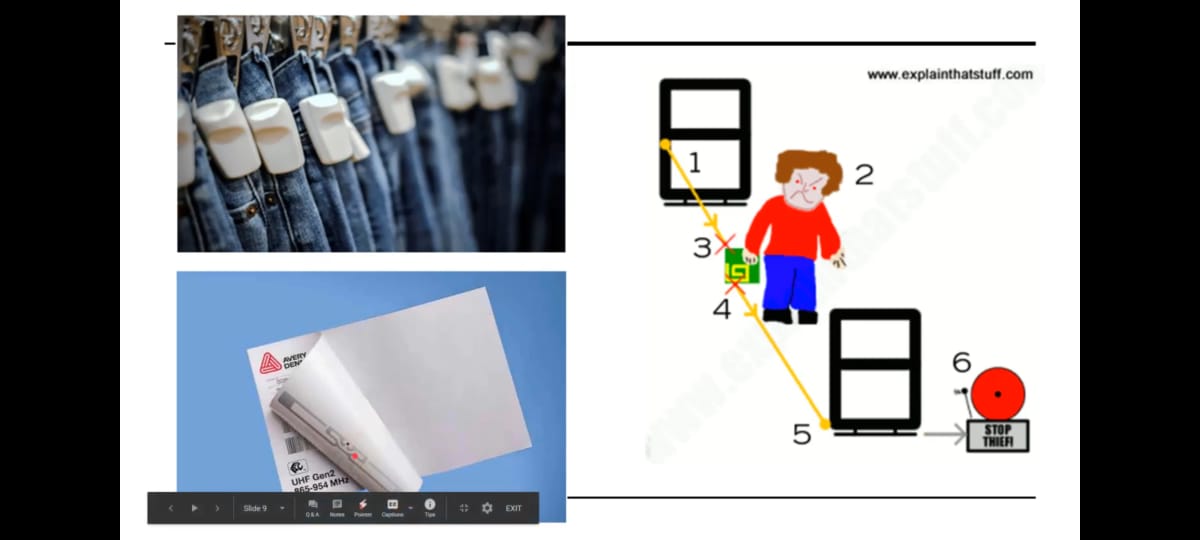 www.explainthatstuff.com
1
2
3
4
5
6
STOP
THIEF!
AVERY
DEN
UHF Gen2
865-954 MHz
Slide 9
Q & A
Notes
Pointer
Captions
Tips
EXIT